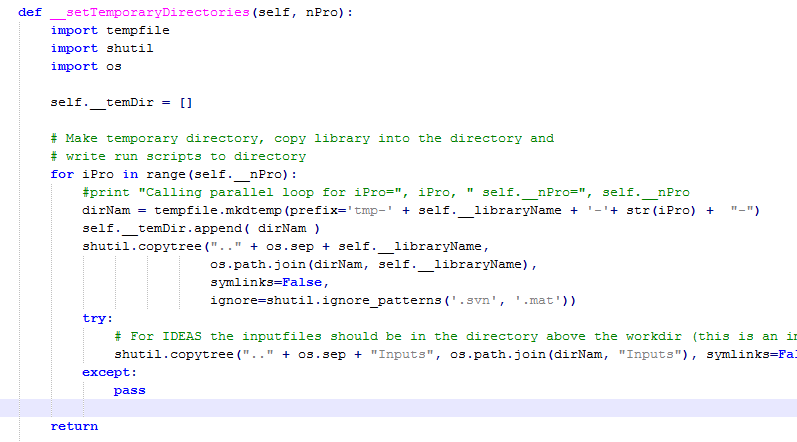 def __setTemporaryDirectories(self, nPro):
    import tempfile
    import shutil
    import os
    self.__temDir = []
    # Make temporary directory, copy library into the directory and
    # write run scripts to directory
    for iPro in range(self.__nPro):
        #print "Calling parallel loop for iPro=", iPro, " self.__nPro=", self.__nPro
        dirNam = tempfile.mkdtemp(prefix='tmp-' + self.__libraryName + '-'+ str(iPro) +  "-")
        self.__temDir.append( dirNam )
        shutil.copytree(".." + os.sep + self.__libraryName,
                        os.path.join(dirNam, self.__libraryName),
                        symlinks=False,
                        ignore=shutil.ignore_patterns('.svn', '.mat'))
        try:
            # For IDEAS the inputfiles should be in the directory above the workdir (this is an
            shutil.copytree(".." + os.sep + "Inputs", os.path.join(dirNam, "Inputs"),
        except:
            pass
    return